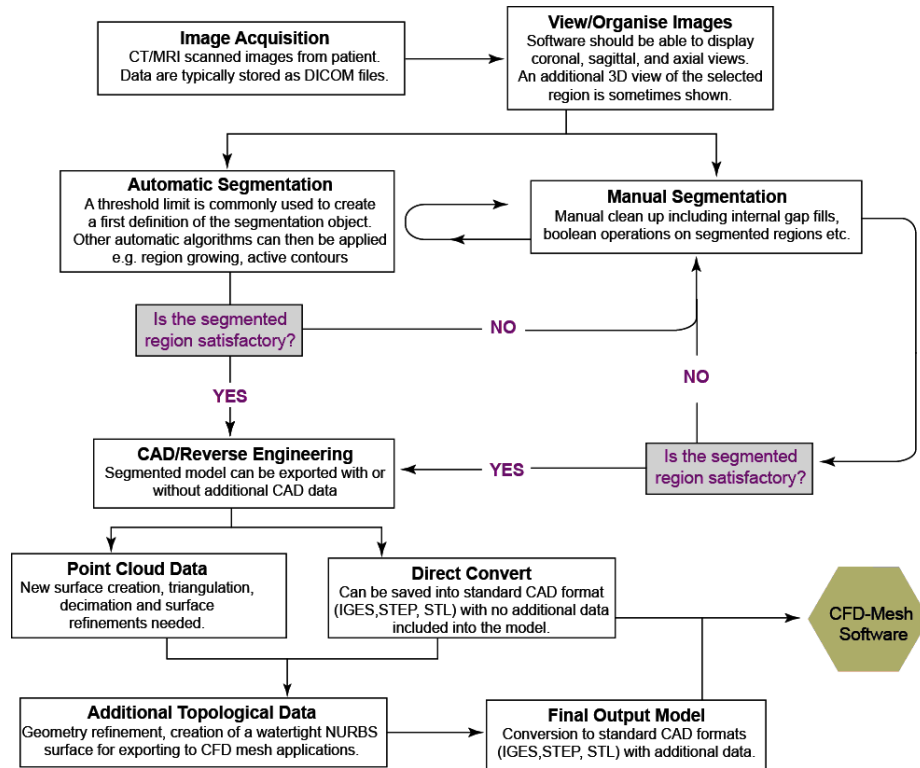 Image Acquisition
CT/MRI scanned images from patient.
Data are typically stored as DICOM files.
View/Organise Images
Software should be able to display
coronal, sagittal, and axial views.
An additional 3D view of the selected
region is sometimes shown.
Automatic Segmentation
A threshold limit is commonly used to create
a first definition of the segmentation object.
Other automatic algorithms can then be applied
e.g. region growing, active contours
Manual Segmentation
Manual clean up including internal gap fills,
boolean operations on segmented regions etc.
Is the segmented
region satisfactory?
NO
YES
NO
Is the segmented
region satisfactory?
YES
CAD/Reverse Engineering
Segmented model can be exported with or
without additional CAD data
Point Cloud Data
New surface creation, triangulation,
decimation and surface
refinements needed.
Direct Convert
Can be saved into standard CAD format
(IGES,STEP, STL) with no additional data
included into the model.
CFD-Mesh
Software
Additional Topological Data
Geometry refinement, creation of a watertight NURBS
surface for exporting to CFD mesh applications.
Final Output Model
Conversion to standard CAD formats
(IGES,STEP, STL) with additional data.